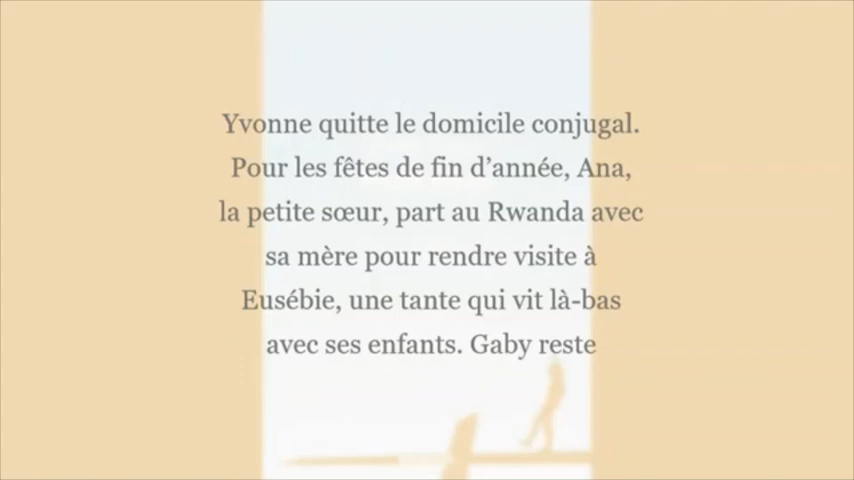 Yvonne quitte le domicile conjugal.
Pour les fêtes de fin d’année, Ana,
la petite sœur, part au Rwanda avec
sa mère pour rendre visite à
Eusébie, une tante qui vit là-bas
avec ses enfants. Gaby reste